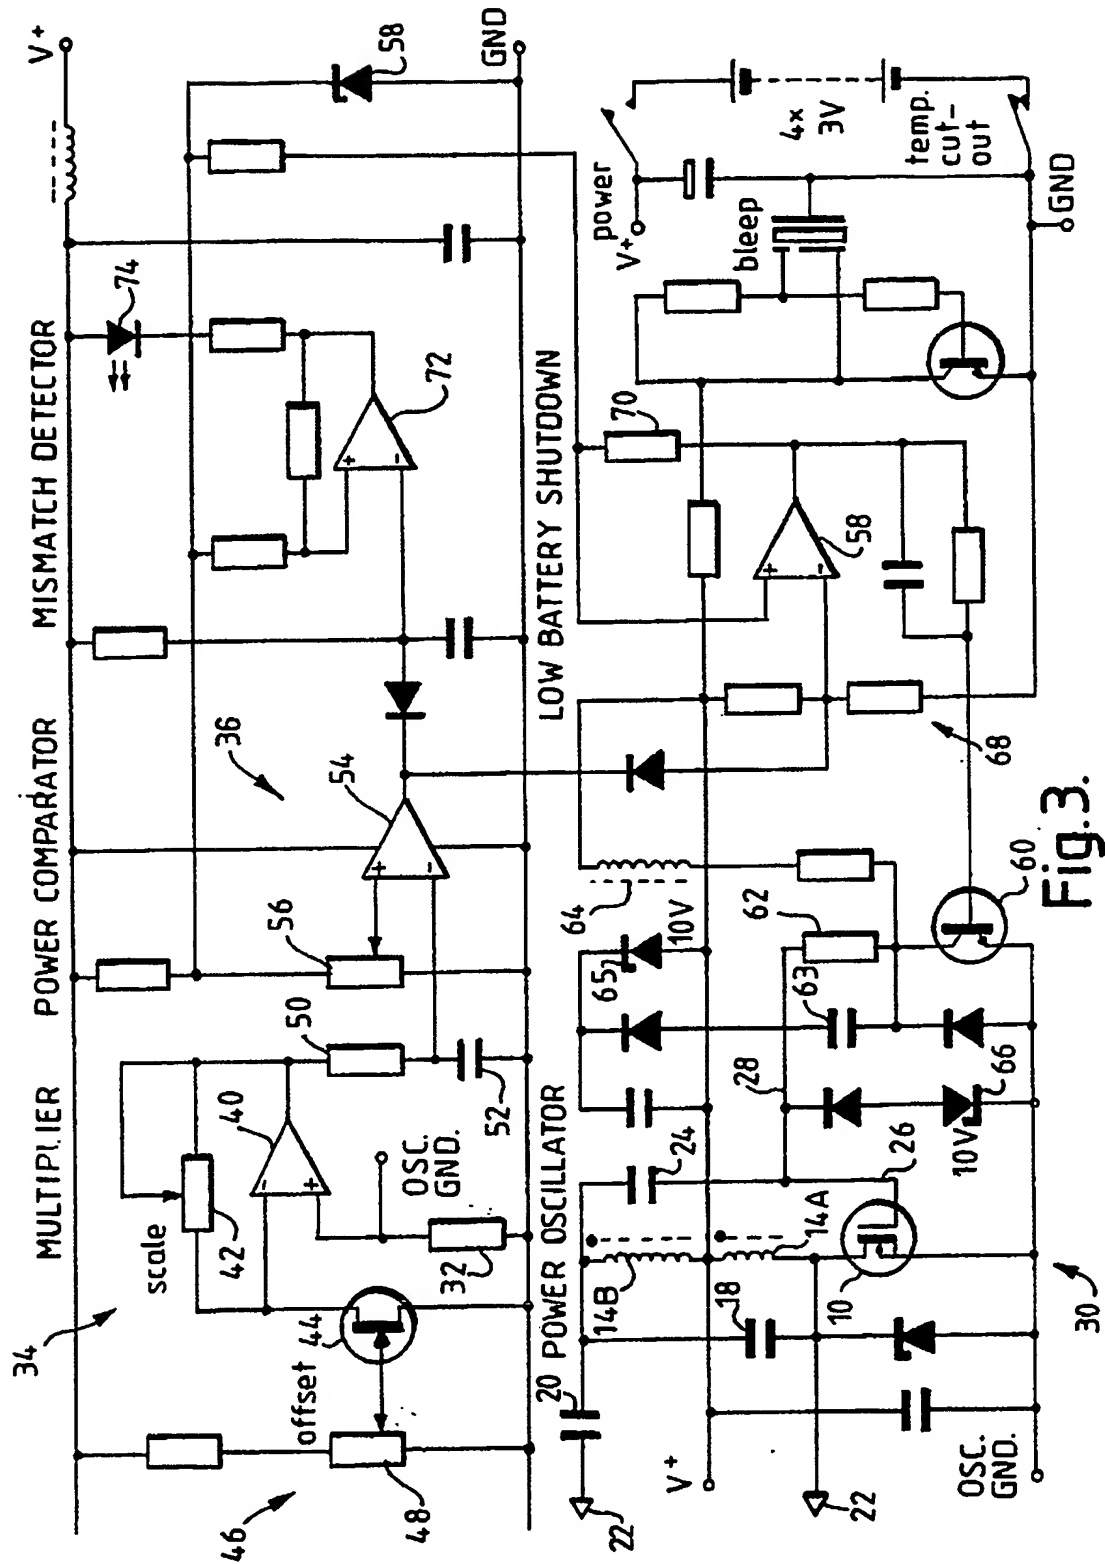 V+
58
GND
74
MISMATCH DETECTOR
+
-
72
POWER COMPARATOR
36
54
+
-
56
MULTIPLIER
50
52
40
-
+
scale
42
OSC.
GND.
32
34
44
offset
46
48
LOW BATTERY SHUTDOWN
power
V+
4x
3V
temp.
cut-
out
GND
bleep
70
58
+
-
68
POWER OSCILLATOR
64
10V
65
62
63
60
28
66
10V
24
26
14A
14B
10
18
20
22
V+
22
OSC.
GND.
30
Fig.3.